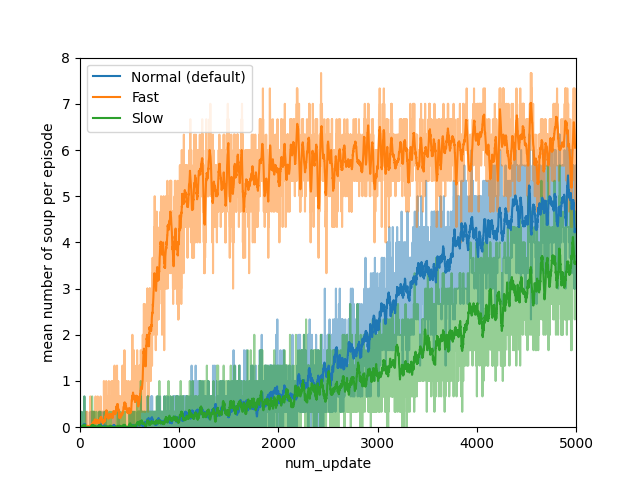 8
7
6
5
4
3
2
1
0
mean number of soup per episode
Normal (default)
Fast
Slow
0 1000 2000 3000 4000 5000
num_update